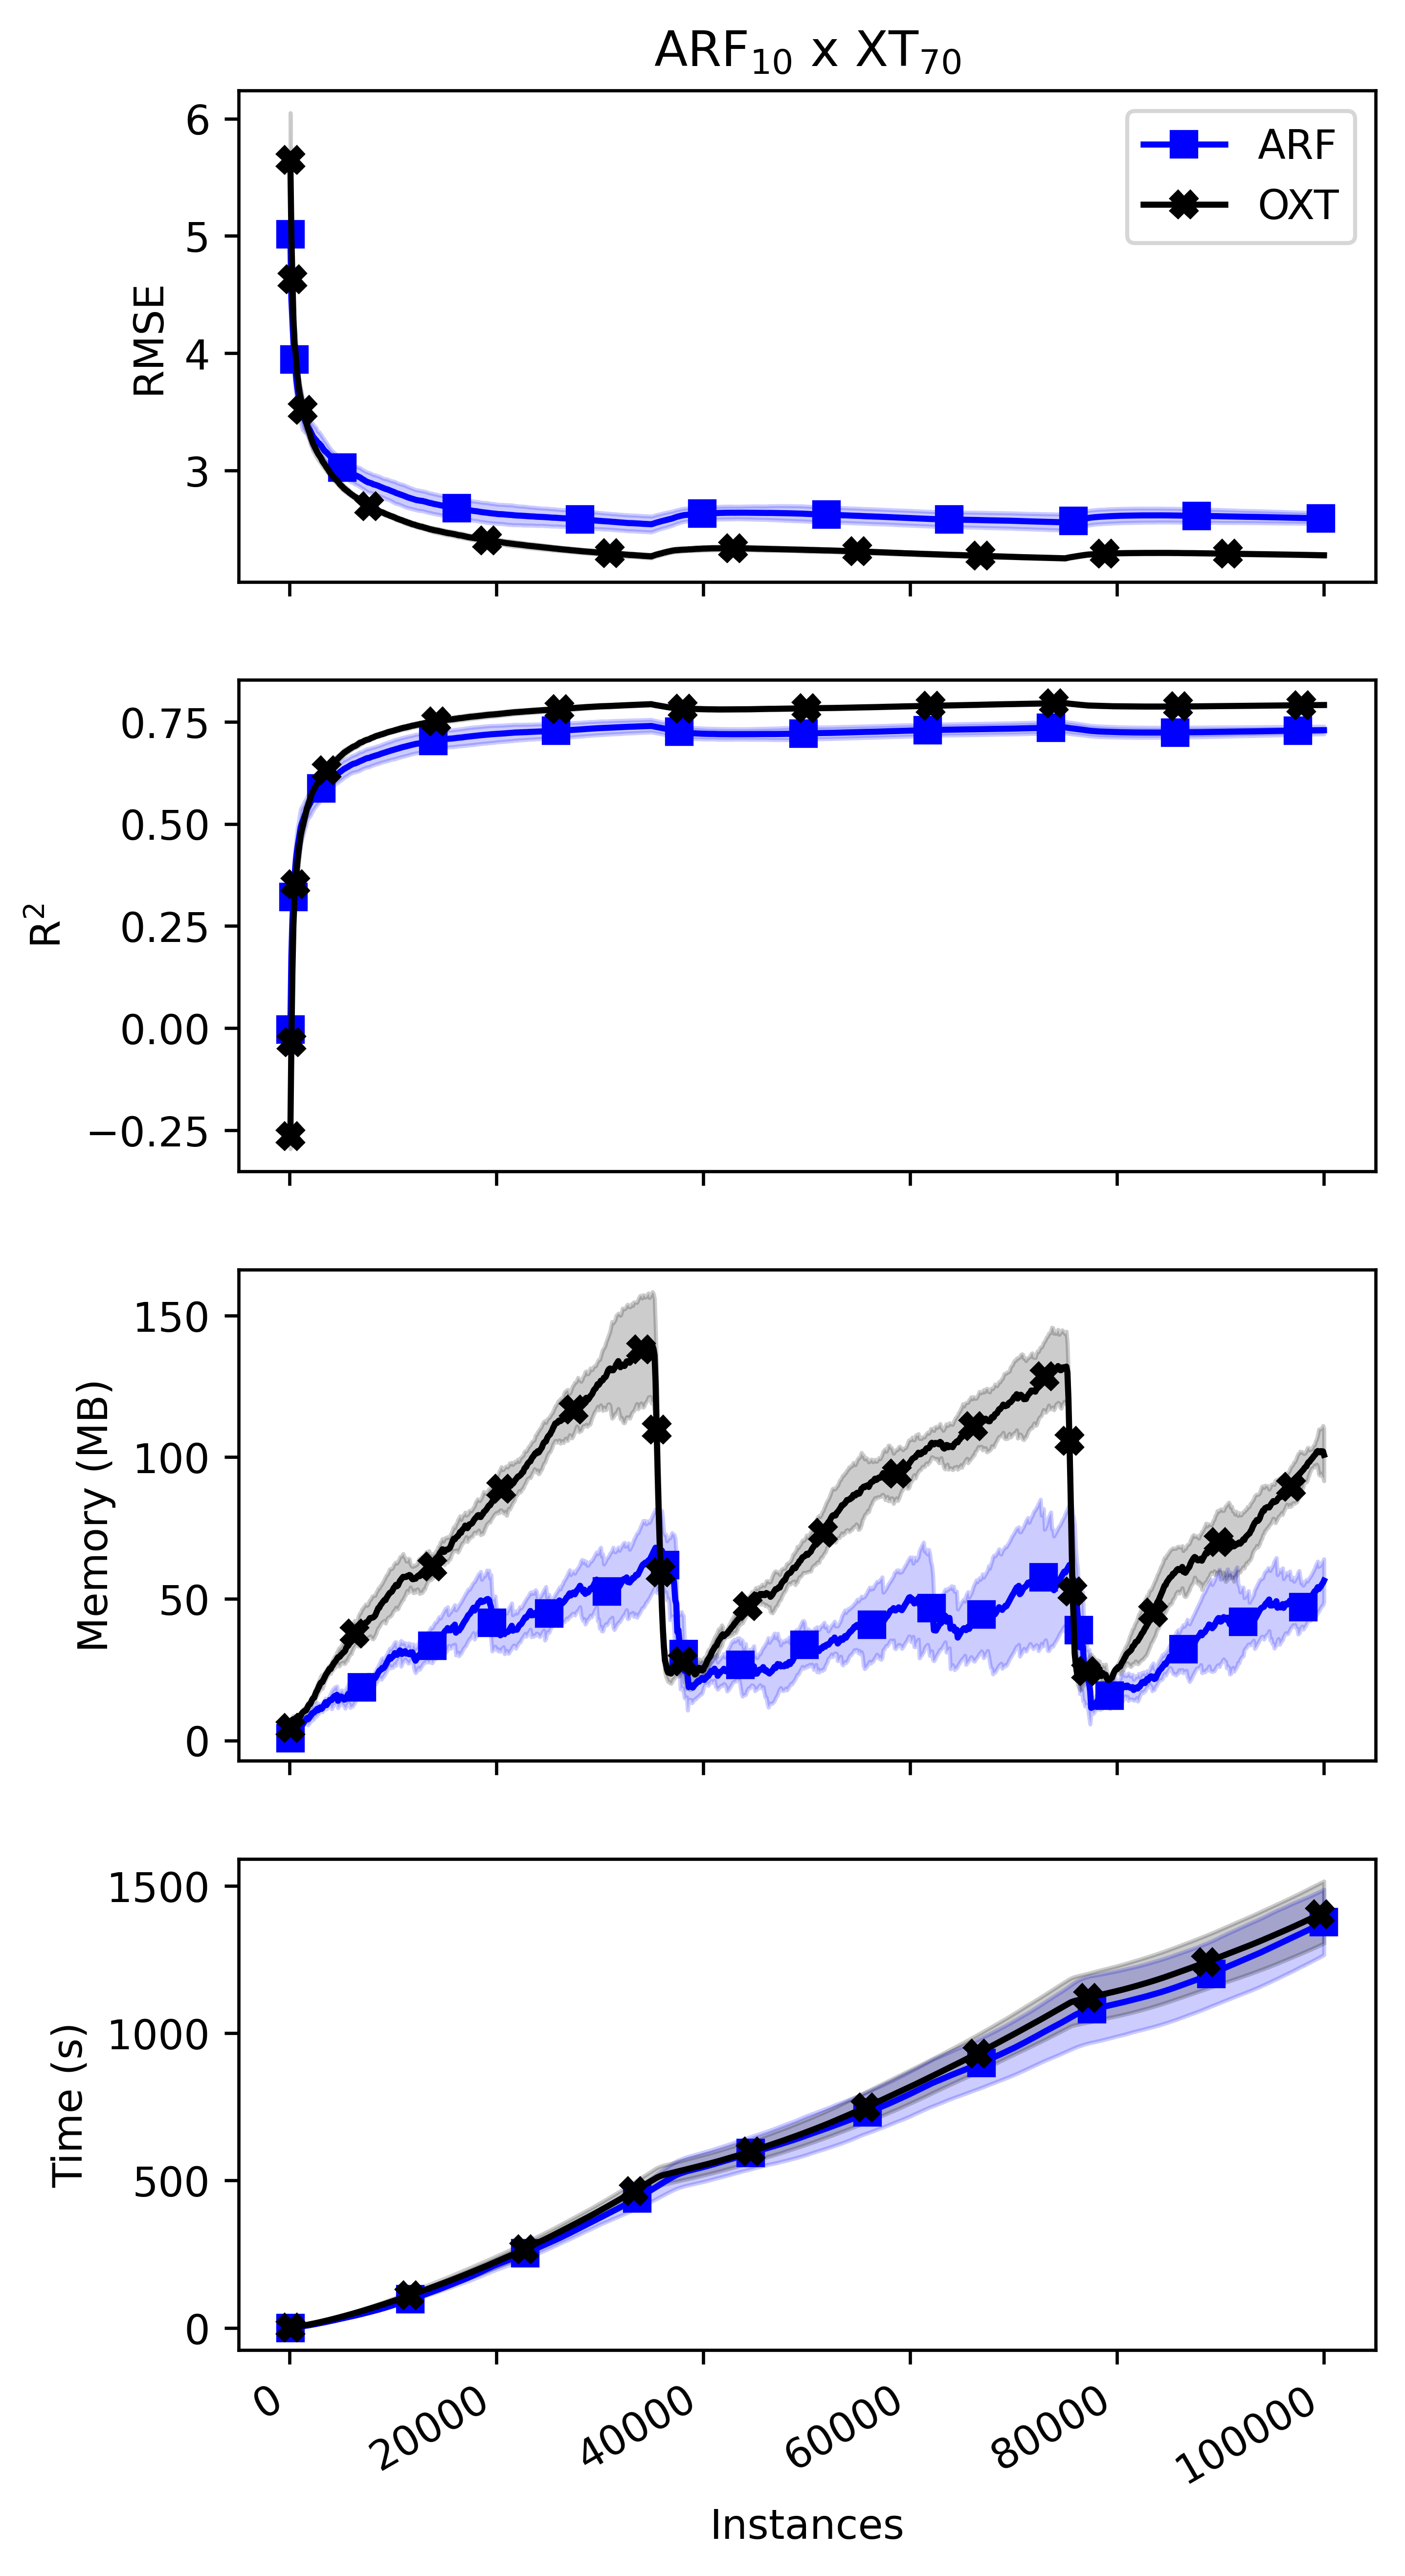 ARF₁₀ x XT₇₀
6
5
4
3
RMSE
ARF
OXT
0.75
0.50
0.25
0.00
−0.25
R²
150
100
50
0
Memory (MB)
1500
1000
500
0
Time (s)
0
20000
40000
60000
80000
100000
Instances